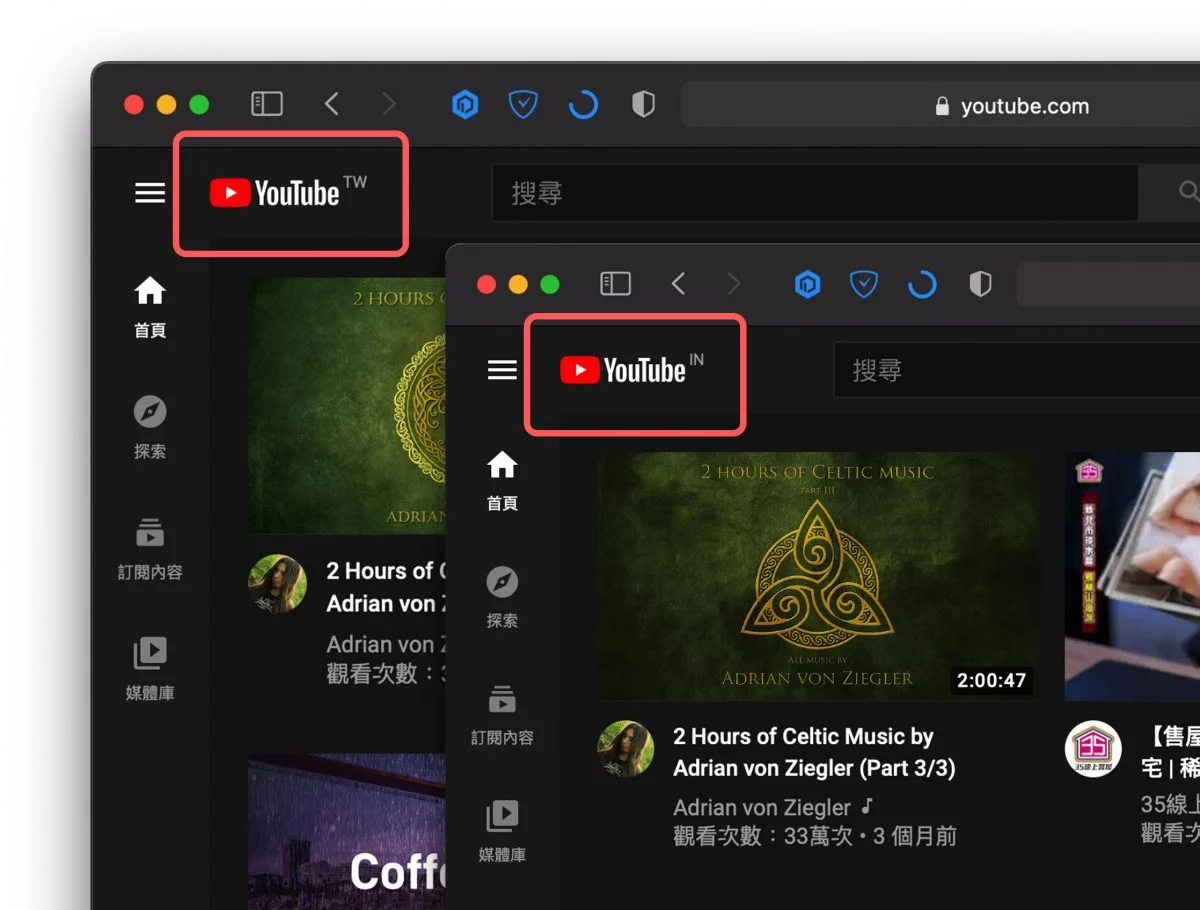 youtube.com
YouTube TW
搜尋
首頁
探索
訂閱內容
媒體庫
2 HOURS
ADRIAN
2 Hours of
Adrian von
Adrian von
觀看次數：
Coff
YouTube IN
搜尋
首頁
探索
訂閱內容
媒體庫
2 HOURS OF CELTIC MUSIC
PART III
ALL MUSIC BY
ADRIAN VON ZIEGLER
2:00:47
2 Hours of Celtic Music by
Adrian von Ziegler (Part 3/3)
Adrian von Ziegler ♪
觀看次數：33萬次・3 個月前
35線上賞屋
【售屋
宅 | 稀
35線上
觀看次